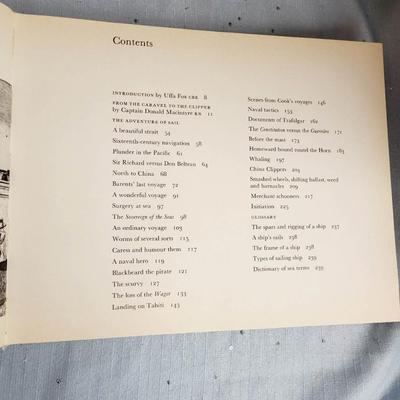 Contents
INTRODUCTION by Uffa Fox CBE 8
FROM THE CARAVEL TO THE CLIPPER
by Captain Donald Macintyre RN 11
THE ADVENTURE OF SAIL
A beautiful strait 54
Sixteenth-century navigation 58
Plunder in the Pacific 61
Sir Richard versus Don Beltran 64
North to China 68
Barents' last voyage 72
A wonderful voyage 91
Surgery at sea 97
The Sovereign of the Seas 98
An ordinary voyage 103
Worms of several sorts 113
Caress and humour them 117
A naval hero 119
Blackbeard the pirate 121
The scurvy 127
The loss of the Wager 133
Landing on Tahiti 143
Scenes from Cook's voyages 146
Naval tactics 155
Documents of Trafalgar 162
The Constitution versus the Guerrière 171
Before the mast 173
Homeward bound round the Horn 185
Whaling 197
China Clippers 205
Smashed wheels, shifting ballast, weed
and barnacles 209
Merchant schooners 217
Initiation 225
GLOSSARY
The spars and rigging of a ship 237
A ship's sails 238
The frame of a ship 238
Types of sailing ship 239
Dictionary of sea terms 239